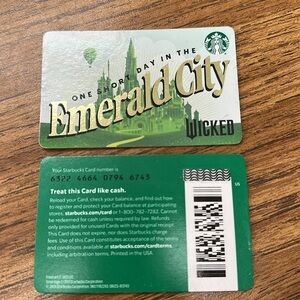 ONE SHORT DAY IN THE
Emerald City
WICKED
Your Starbucks Card number is
6322 4664 0794 6743
Treat this Card like cash.
Reload your Card, check your balance, and find out how
to register and protect your Card balance at participating
stores, starbucks.com/card or 1-800-782-7282. Cannot
be redeemed for cash unless required by law. Refunds
only provided for unused Cards with the original receipt.
This Card does not expire, nor does Starbucks charge
fees. Use of this Card constitutes acceptance of the terms
and conditions available at starbucks.com/cardterms,
including arbitration terms. Printed in the USA.
US